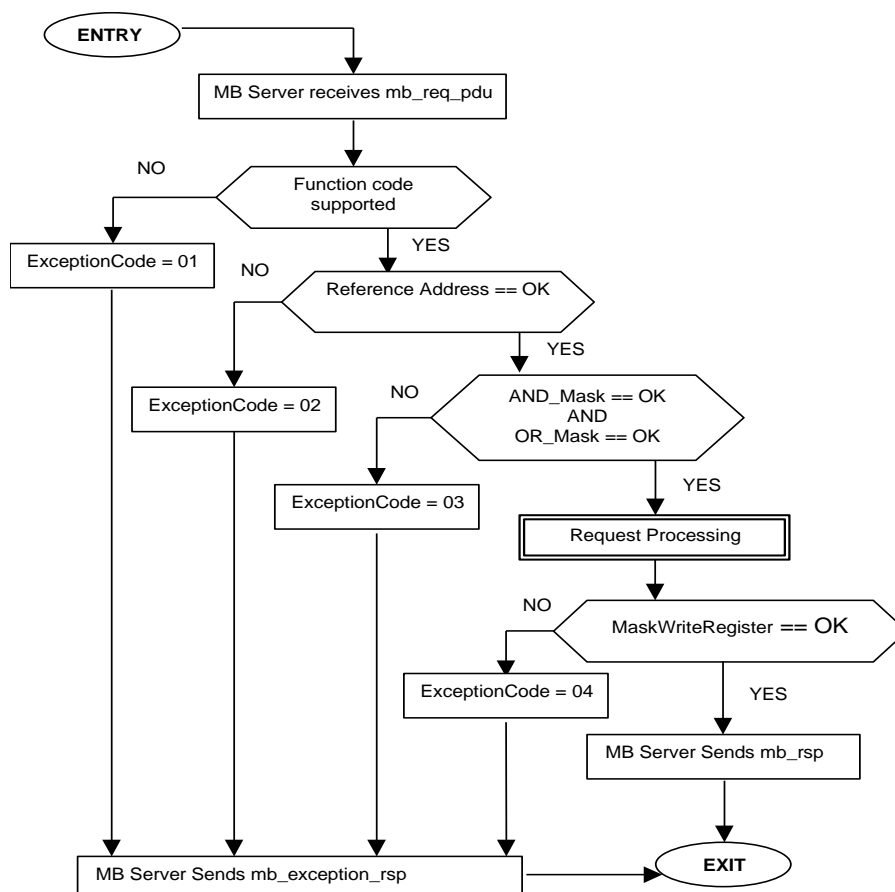 ENTRY
MB Server receives mb_req_pdu
NO
Function code
supported
YES
ExceptionCode = 01
NO
Reference Address == OK
YES
ExceptionCode = 02
NO
AND_Mask == OK
AND
OR_Mask == OK
YES
ExceptionCode = 03
Request Processing
NO
MaskWriteRegister == OK
ExceptionCode = 04
YES
MB Server Sends mb_rsp
MB Server Sends mb_exception_rsp
EXIT